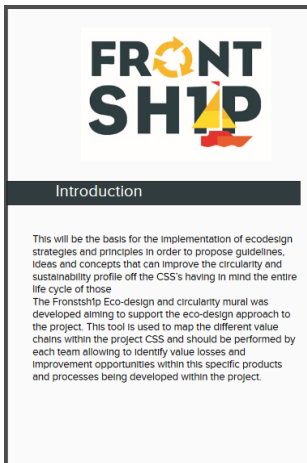 FRONT
SH1P
Introduction
This will be the basis for the implementation of ecodesign
strategies and principles in order to propose guidelines,
ideas and concepts that can improve the circularity and
sustainability profile off the CSS's having in mind the entire
life cycle of those
The Fronstsh1p Eco-design and circularity mural was
developed aiming to support the eco-design approach to
the project. This tool is used to map the different value
chains within the project CSS and should be performed by
each team allowing to identify value losses and
improvement opportunities within this specific products
and processes being developed within the project.